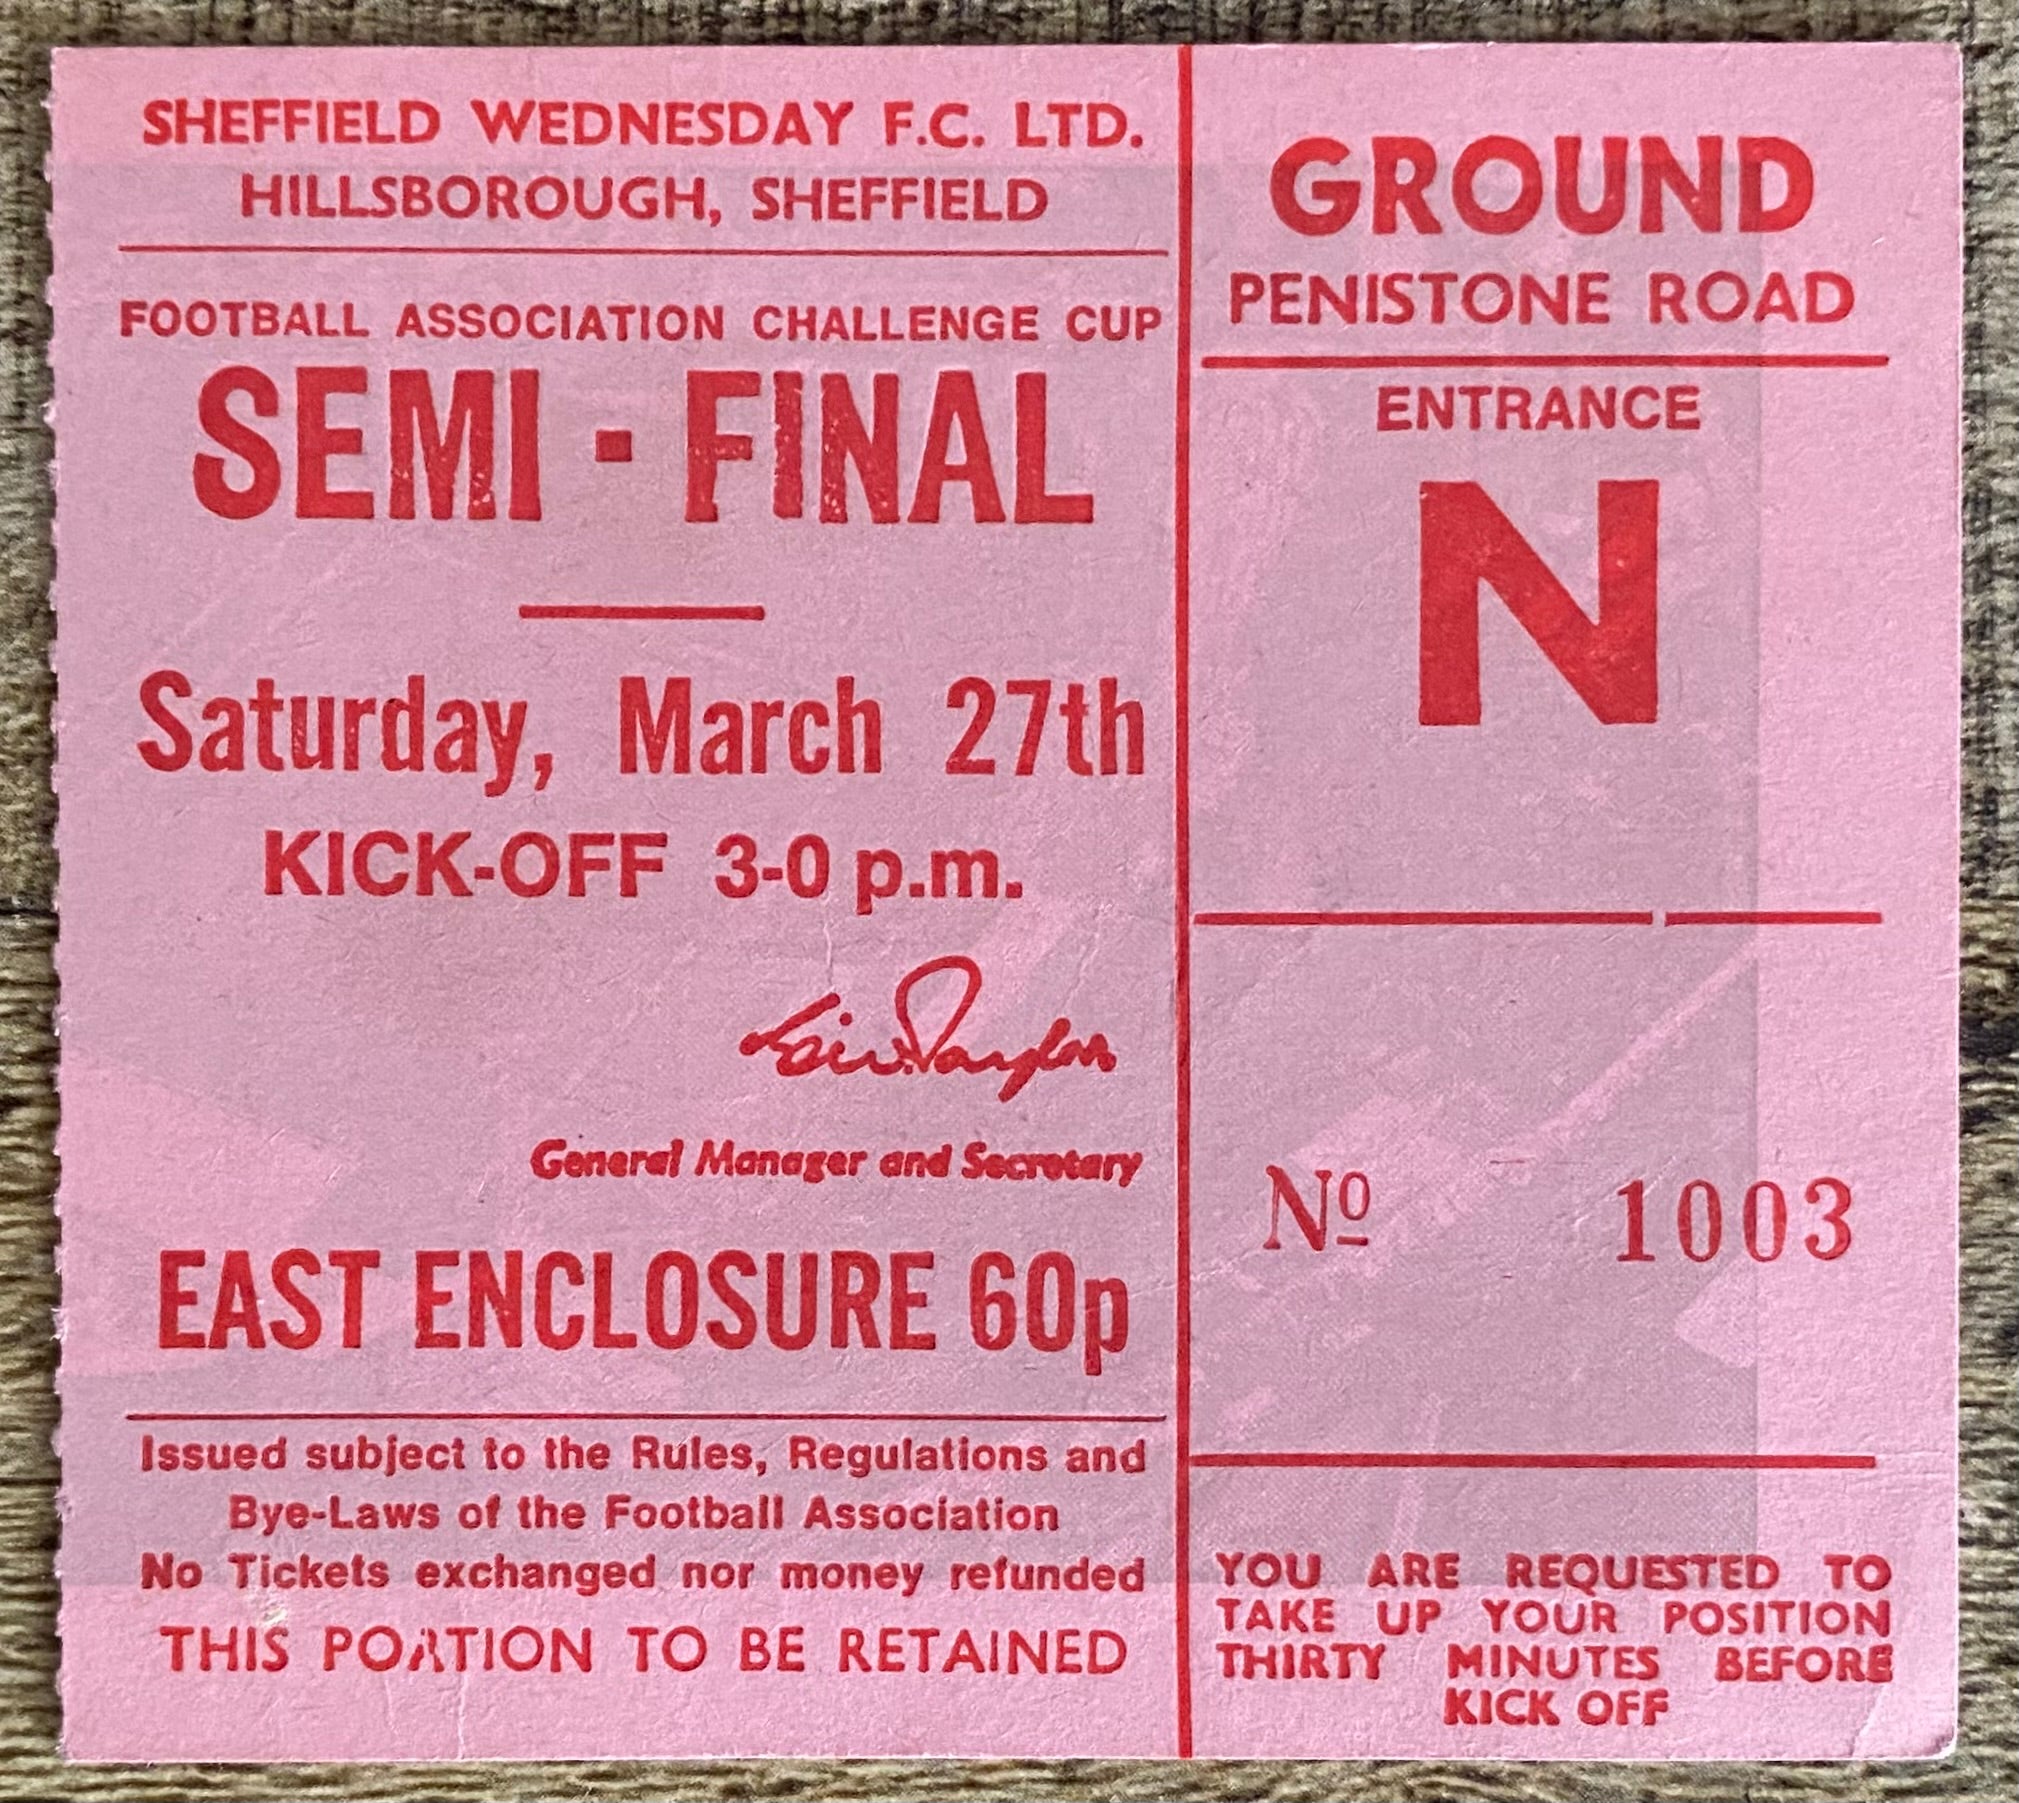 SHEFFIELD WEDNESDAY F.C. LTD.
HILLSBOROUGH, SHEFFIELD
FOOTBALL ASSOCIATION CHALLENGE CUP
SEMI - FINAL
Saturday, March 27th
KICK-OFF 3-0 p.m.
Eric Taylor
General Manager and Secretary
EAST ENCLOSURE 60p
Issued subject to the Rules, Regulations and
Bye-Laws of the Football Association
No Tickets exchanged nor money refunded
THIS PORTION TO BE RETAINED
GROUND
PENISTONE ROAD
ENTRANCE
N
Nº 1003
YOU ARE REQUESTED TO
TAKE UP YOUR POSITION
THIRTY MINUTES BEFORE
KICK OFF